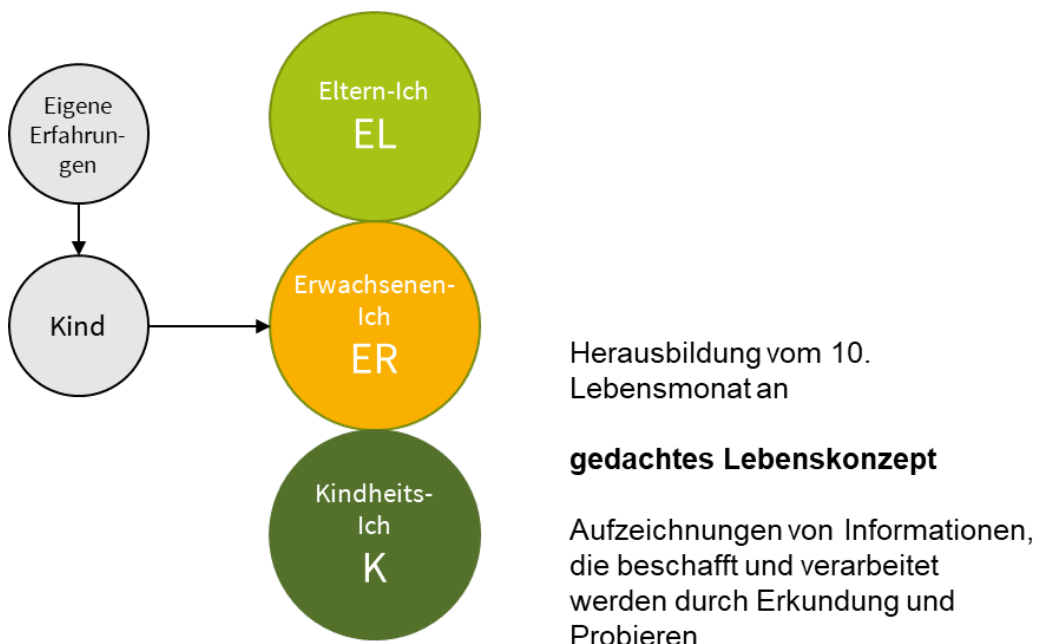 Eigene
Erfahrun-
gen
Kind
Eltern-Ich
EL
Erwachsenen-
Ich
ER
Kindheits-
Ich
K
Herausbildung vom 10.
Lebensmonat an
gedachtes Lebenskonzept
Aufzeichnungen von Informationen,
die beschafft und verarbeitet
werden durch Erkundung und
Probieren